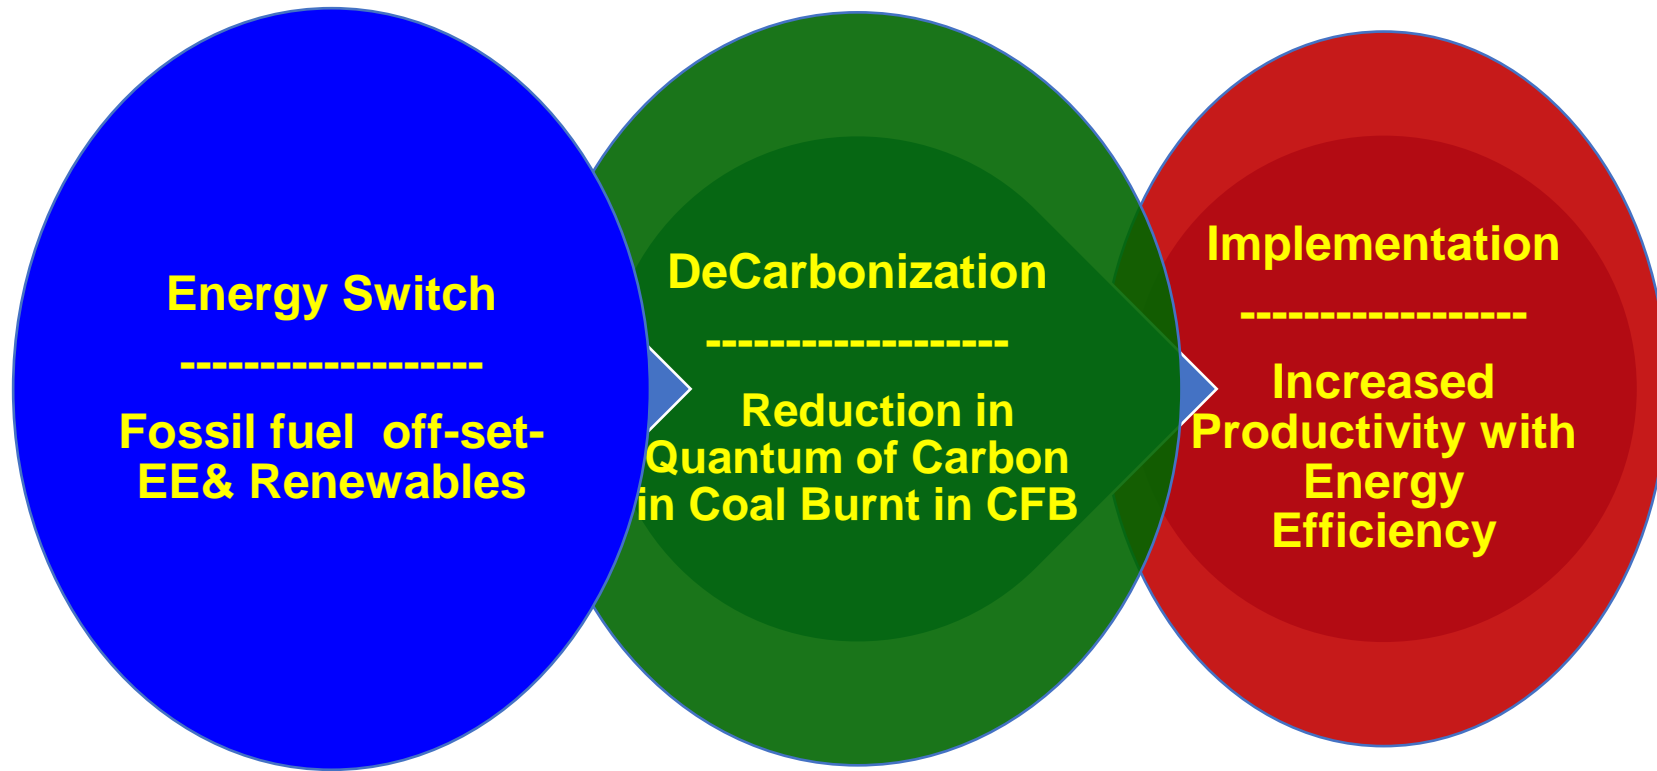 Energy Switch
-------------------
Fossil fuel  off-set-
EE& Renewables
DeCarbonization
-------------------
Reduction in
Quantum of Carbon
in Coal Burnt in CFB
Implementation
------------------
Increased
Productivity with
Energy
Efficiency